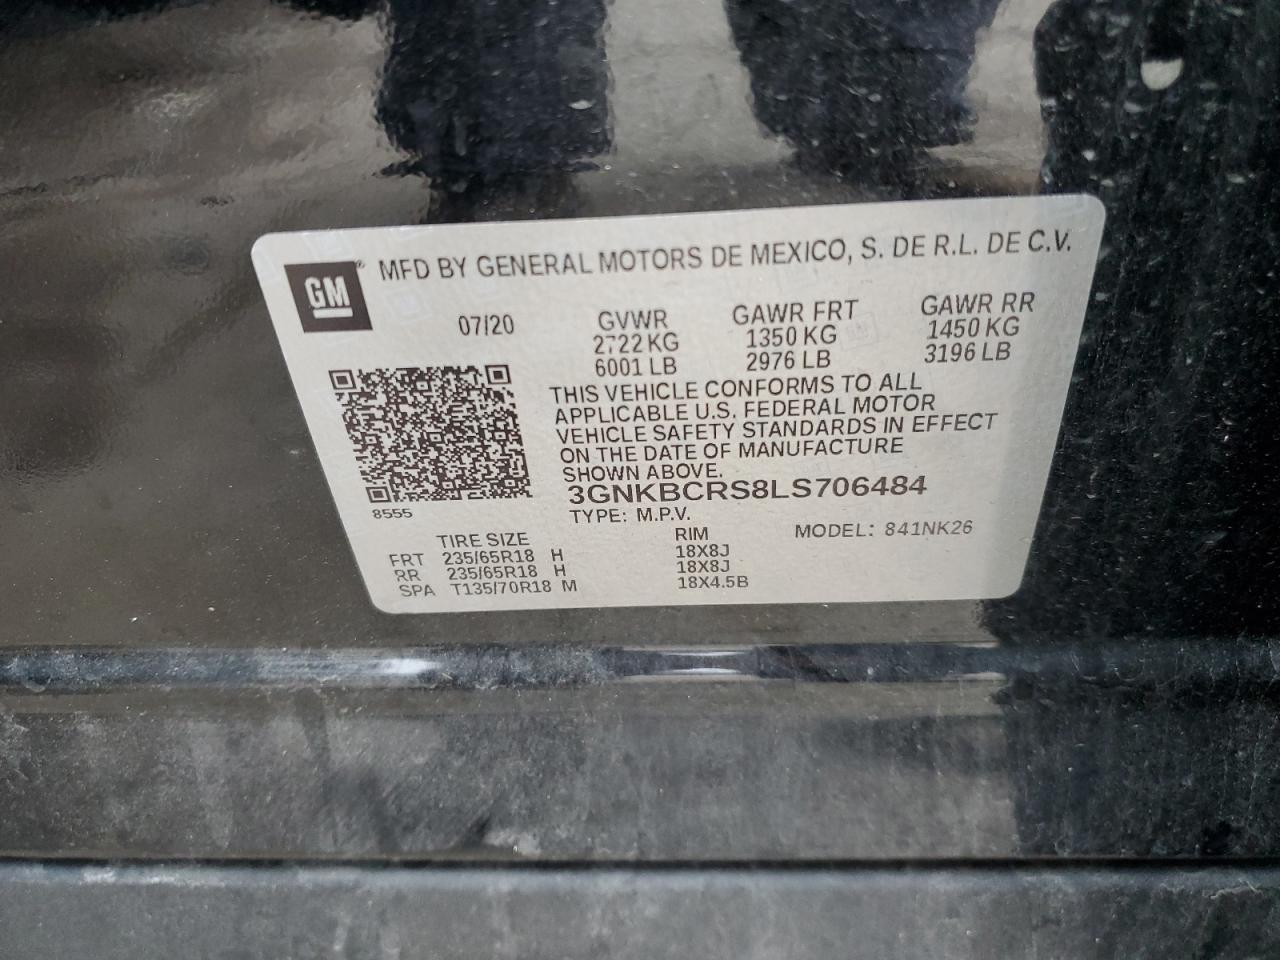 GM® MFD BY GENERAL MOTORS DE MEXICO, S. DE R.L. DE C.V.
07/20
GVWR
2722 KG
6001 LB
GAWR FRT
1350 KG
2976 LB
GAWR RR
1450 KG
3196 LB
THIS VEHICLE CONFORMS TO ALL
APPLICABLE U.S. FEDERAL MOTOR
VEHICLE SAFETY STANDARDS IN EFFECT
ON THE DATE OF MANUFACTURE
SHOWN ABOVE.
3GNKBCRS8LS706484
8555
TYPE: M.P.V.
MODEL: 841NK26
TIRE SIZE RIM
FRT 235/65R18 H 18X8J
RR 235/65R18 H 18X8J
SPA T135/70R18 M 18X4.5B